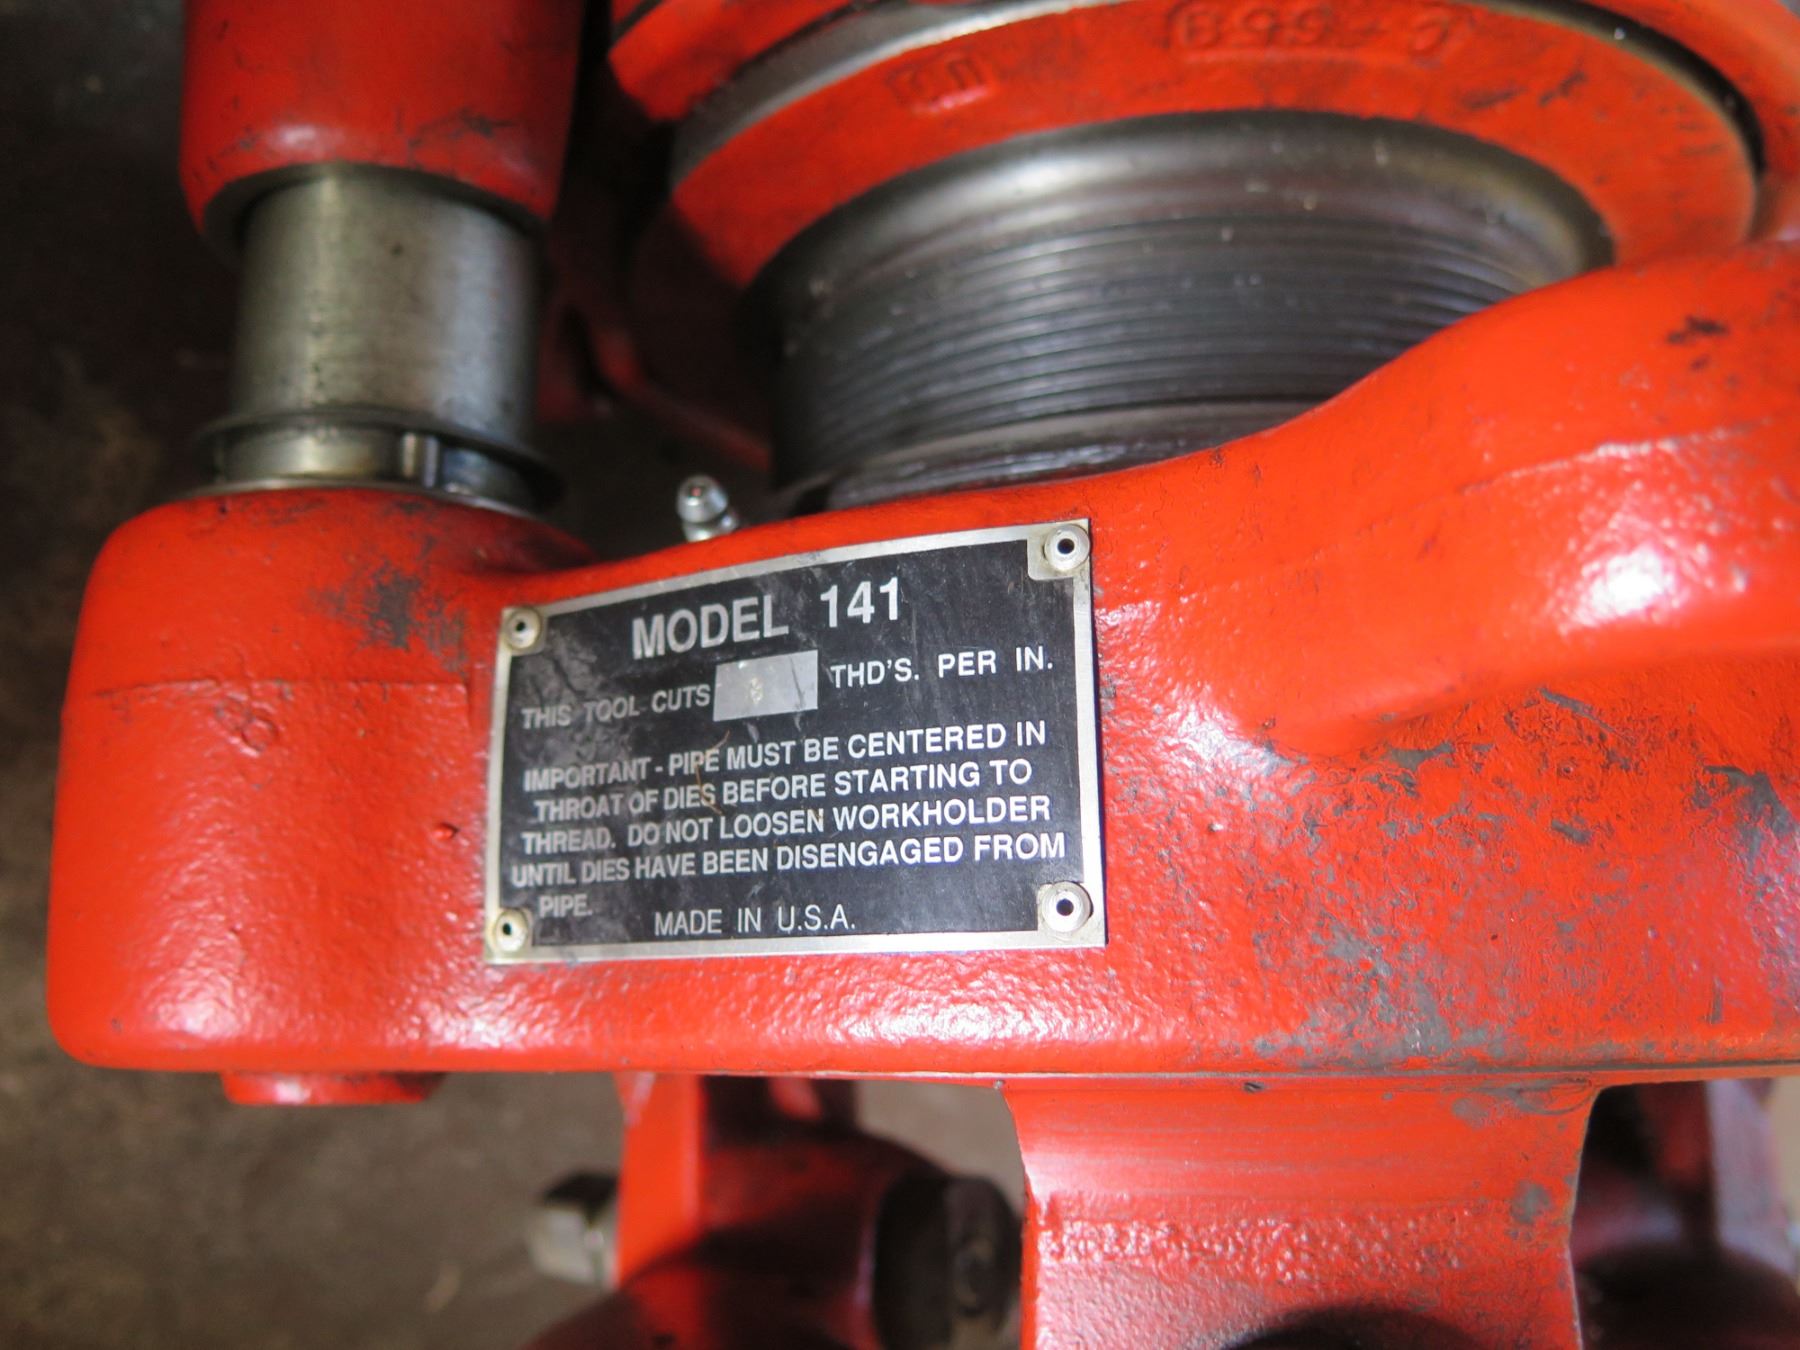 MODEL 141
THIS TOOL CUTS 8 THD'S. PER IN.
IMPORTANT - PIPE MUST BE CENTERED IN
THROAT OF DIES BEFORE STARTING TO
THREAD. DO NOT LOOSEN WORKHOLDER
UNTIL DIES HAVE BEEN DISENGAGED FROM
PIPE.
MADE IN U.S.A.